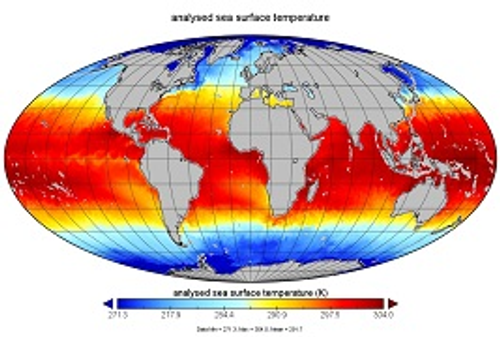 analysed sea surface temperature
analysed sea surface temperature (K)
271.3 277.9 284.4 290.9 297.5 304.0